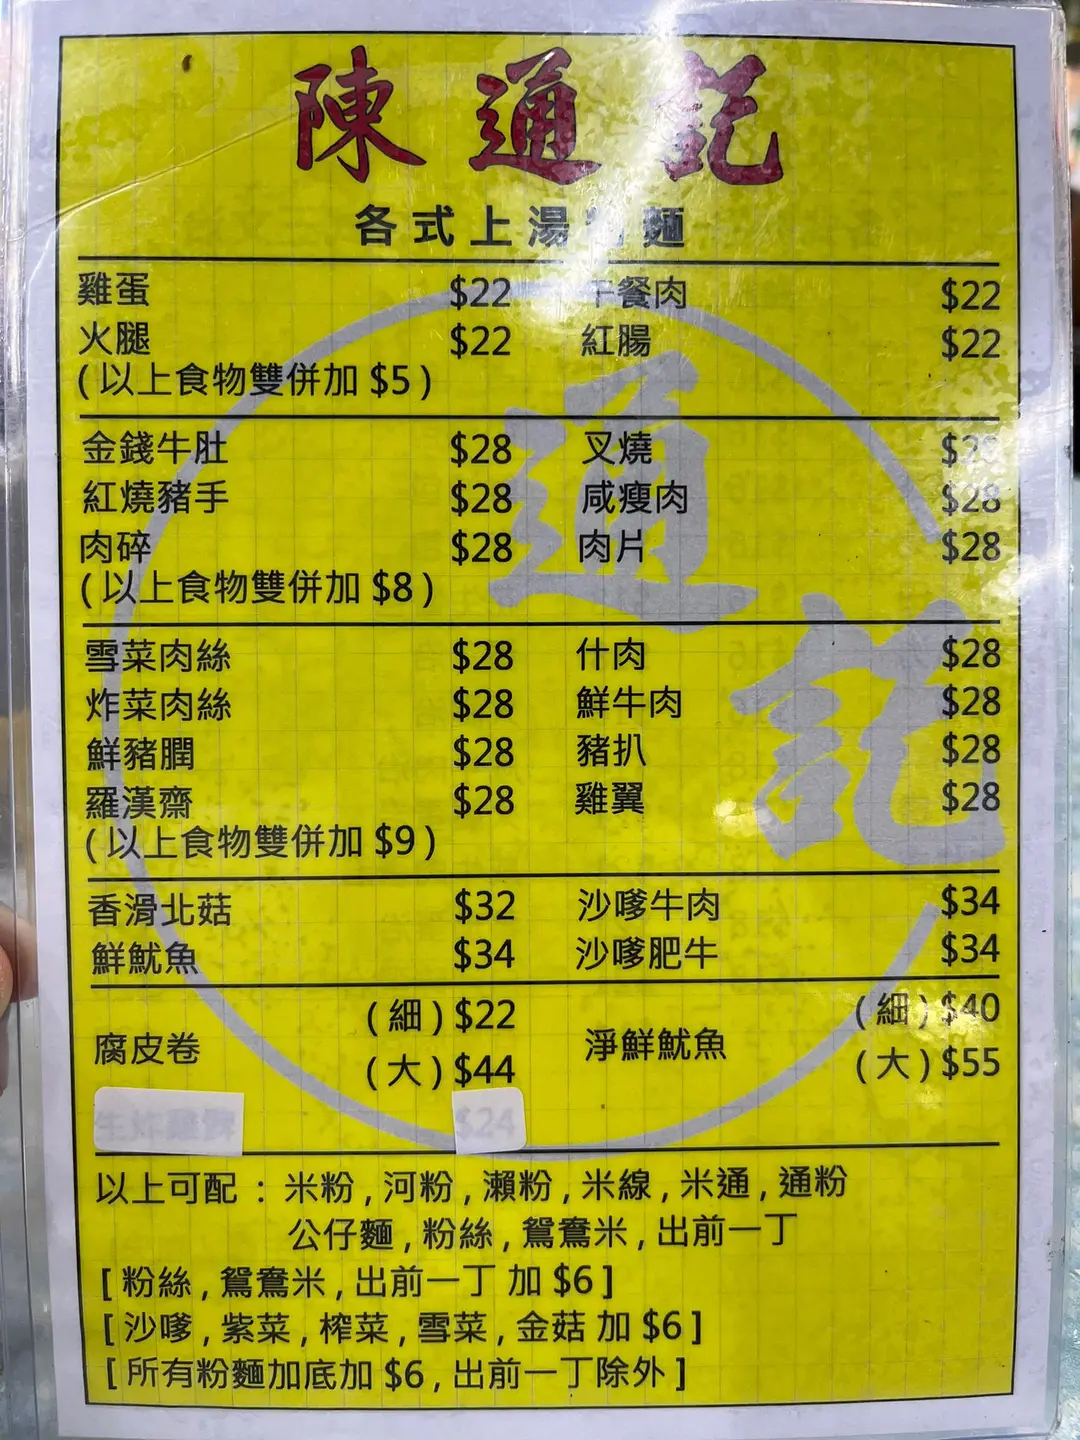 陳通記
各式上湯 麵
雞蛋 $22 午餐肉 $22
火腿 $22 紅腸 $22
(以上食物雙併加 $5)
金錢牛肚 $28 叉燒
紅燒豬手 $28 咸瘦肉 $28
肉碎 $28 肉片 $28
(以上食物雙併加 $8)
雪菜肉絲 $28 什肉 $28
炸菜肉絲 $28 鮮牛肉 $28
鮮豬膶 $28 豬扒 $28
羅漢齋 $28 雞翼 $28
(以上食物雙併加 $9)
香滑北菇 $32 沙嗲牛肉 $34
鮮魷魚 $34 沙嗲肥牛 $34
腐皮卷 (細) $22 淨鮮魷魚 (細) $40
(大) $44 (大) $55
$24
以上可配 : 米粉, 河粉, 瀨粉, 米線, 米通, 通粉
公仔麵, 粉絲, 鴛鴦米, 出前一丁
[粉絲, 鴛鴦米, 出前一丁 加 $6]
[沙嗲, 紫菜, 榨菜, 雪菜, 金菇 加 $6]
[所有粉麵加底加 $6, 出前一丁除外]
通記